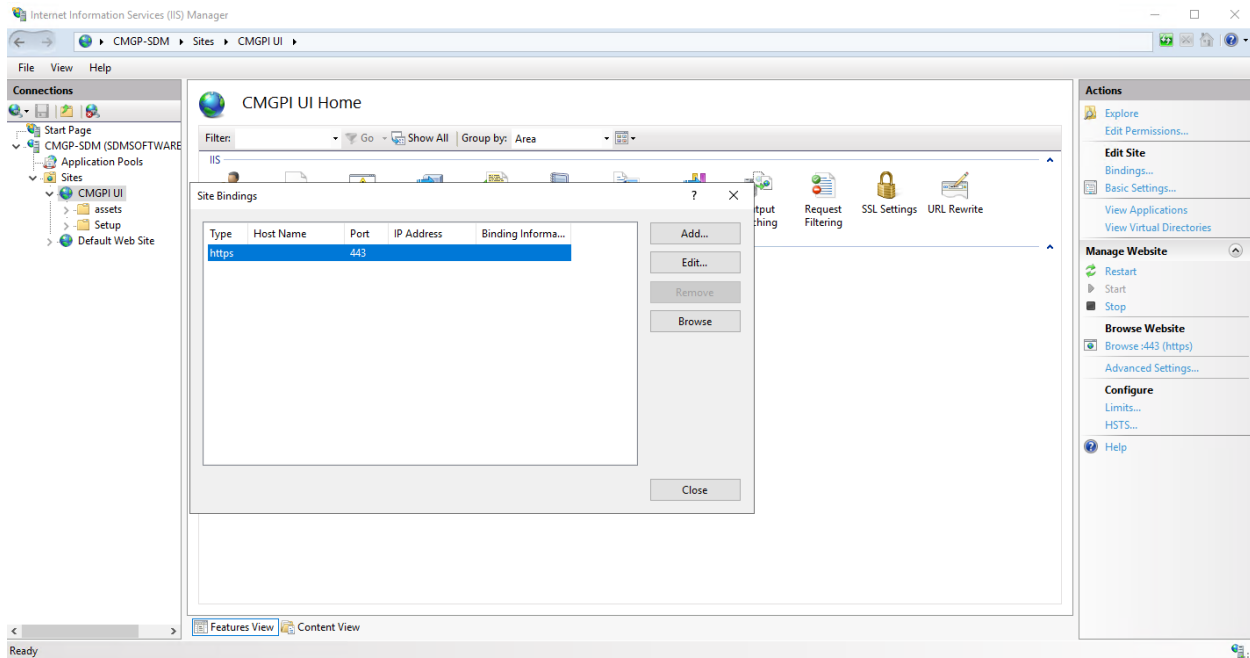 Internet Information Services (IIS) Manager
CMGP-SDM Sites CMGPI UI
File View Help
Connections
Start Page
CMGP-SDM (SDMSOFTWARE
Application Pools
Sites
CMGPI UI
assets
Setup
Default Web Site
CMGPI UI Home
Filter: Go Show All Group by: Area
IIS
Request Filtering
SSL Settings
URL Rewrite
Site Bindings
Type Host Name Port IP Address Binding Informa...
https 443
Add...
Edit...
Remove
Browse
Close
Features View Content View
Actions
Explore
Edit Permissions...
Edit Site
Bindings...
Basic Settings...
View Applications
View Virtual Directories
Manage Website
Restart
Start
Stop
Browse Website
Browse :443 (https)
Advanced Settings...
Configure
Limits...
HSTS...
Help
Ready